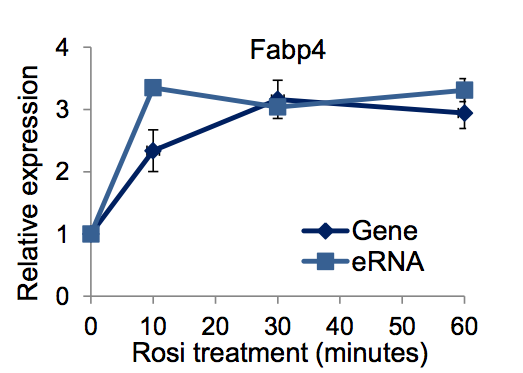 Fabp4
Relative expression
4
3
2
1
0
Gene
eRNA
0 10 20 30 40 50 60
Rosi treatment (minutes)